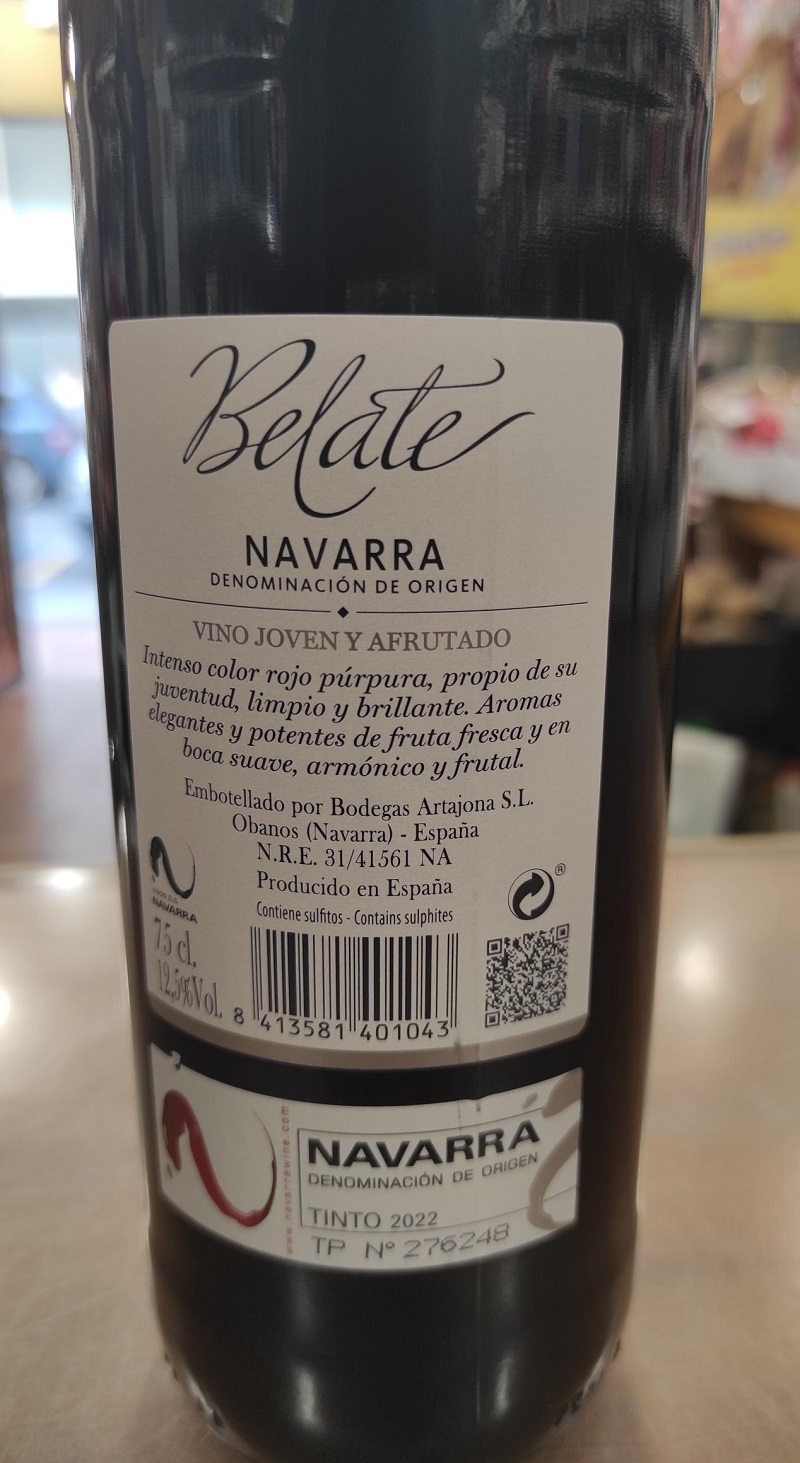 Belate
NAVARRA
DENOMINACIÓN DE ORIGEN
VINO JOVEN Y AFRUTADO
Intenso color rojo púrpura, propio de su
juventud, limpio y brillante. Aromas
elegantes y potentes de fruta fresca y en
boca suave, armónico y frutal.
Embotellado por Bodegas Artajona S.L.
Obanos (Navarra) - España
N.R.E. 31/41561 NA
Producido en España
Contiene sulfitos - Contains sulphites
®
NAVARRA
75 cl.
12,5%Vol.
8 413581 401043
NAVARRA
DENOMINACIÓN DE ORIGEN
TINTO 2022
TP Nº 276248